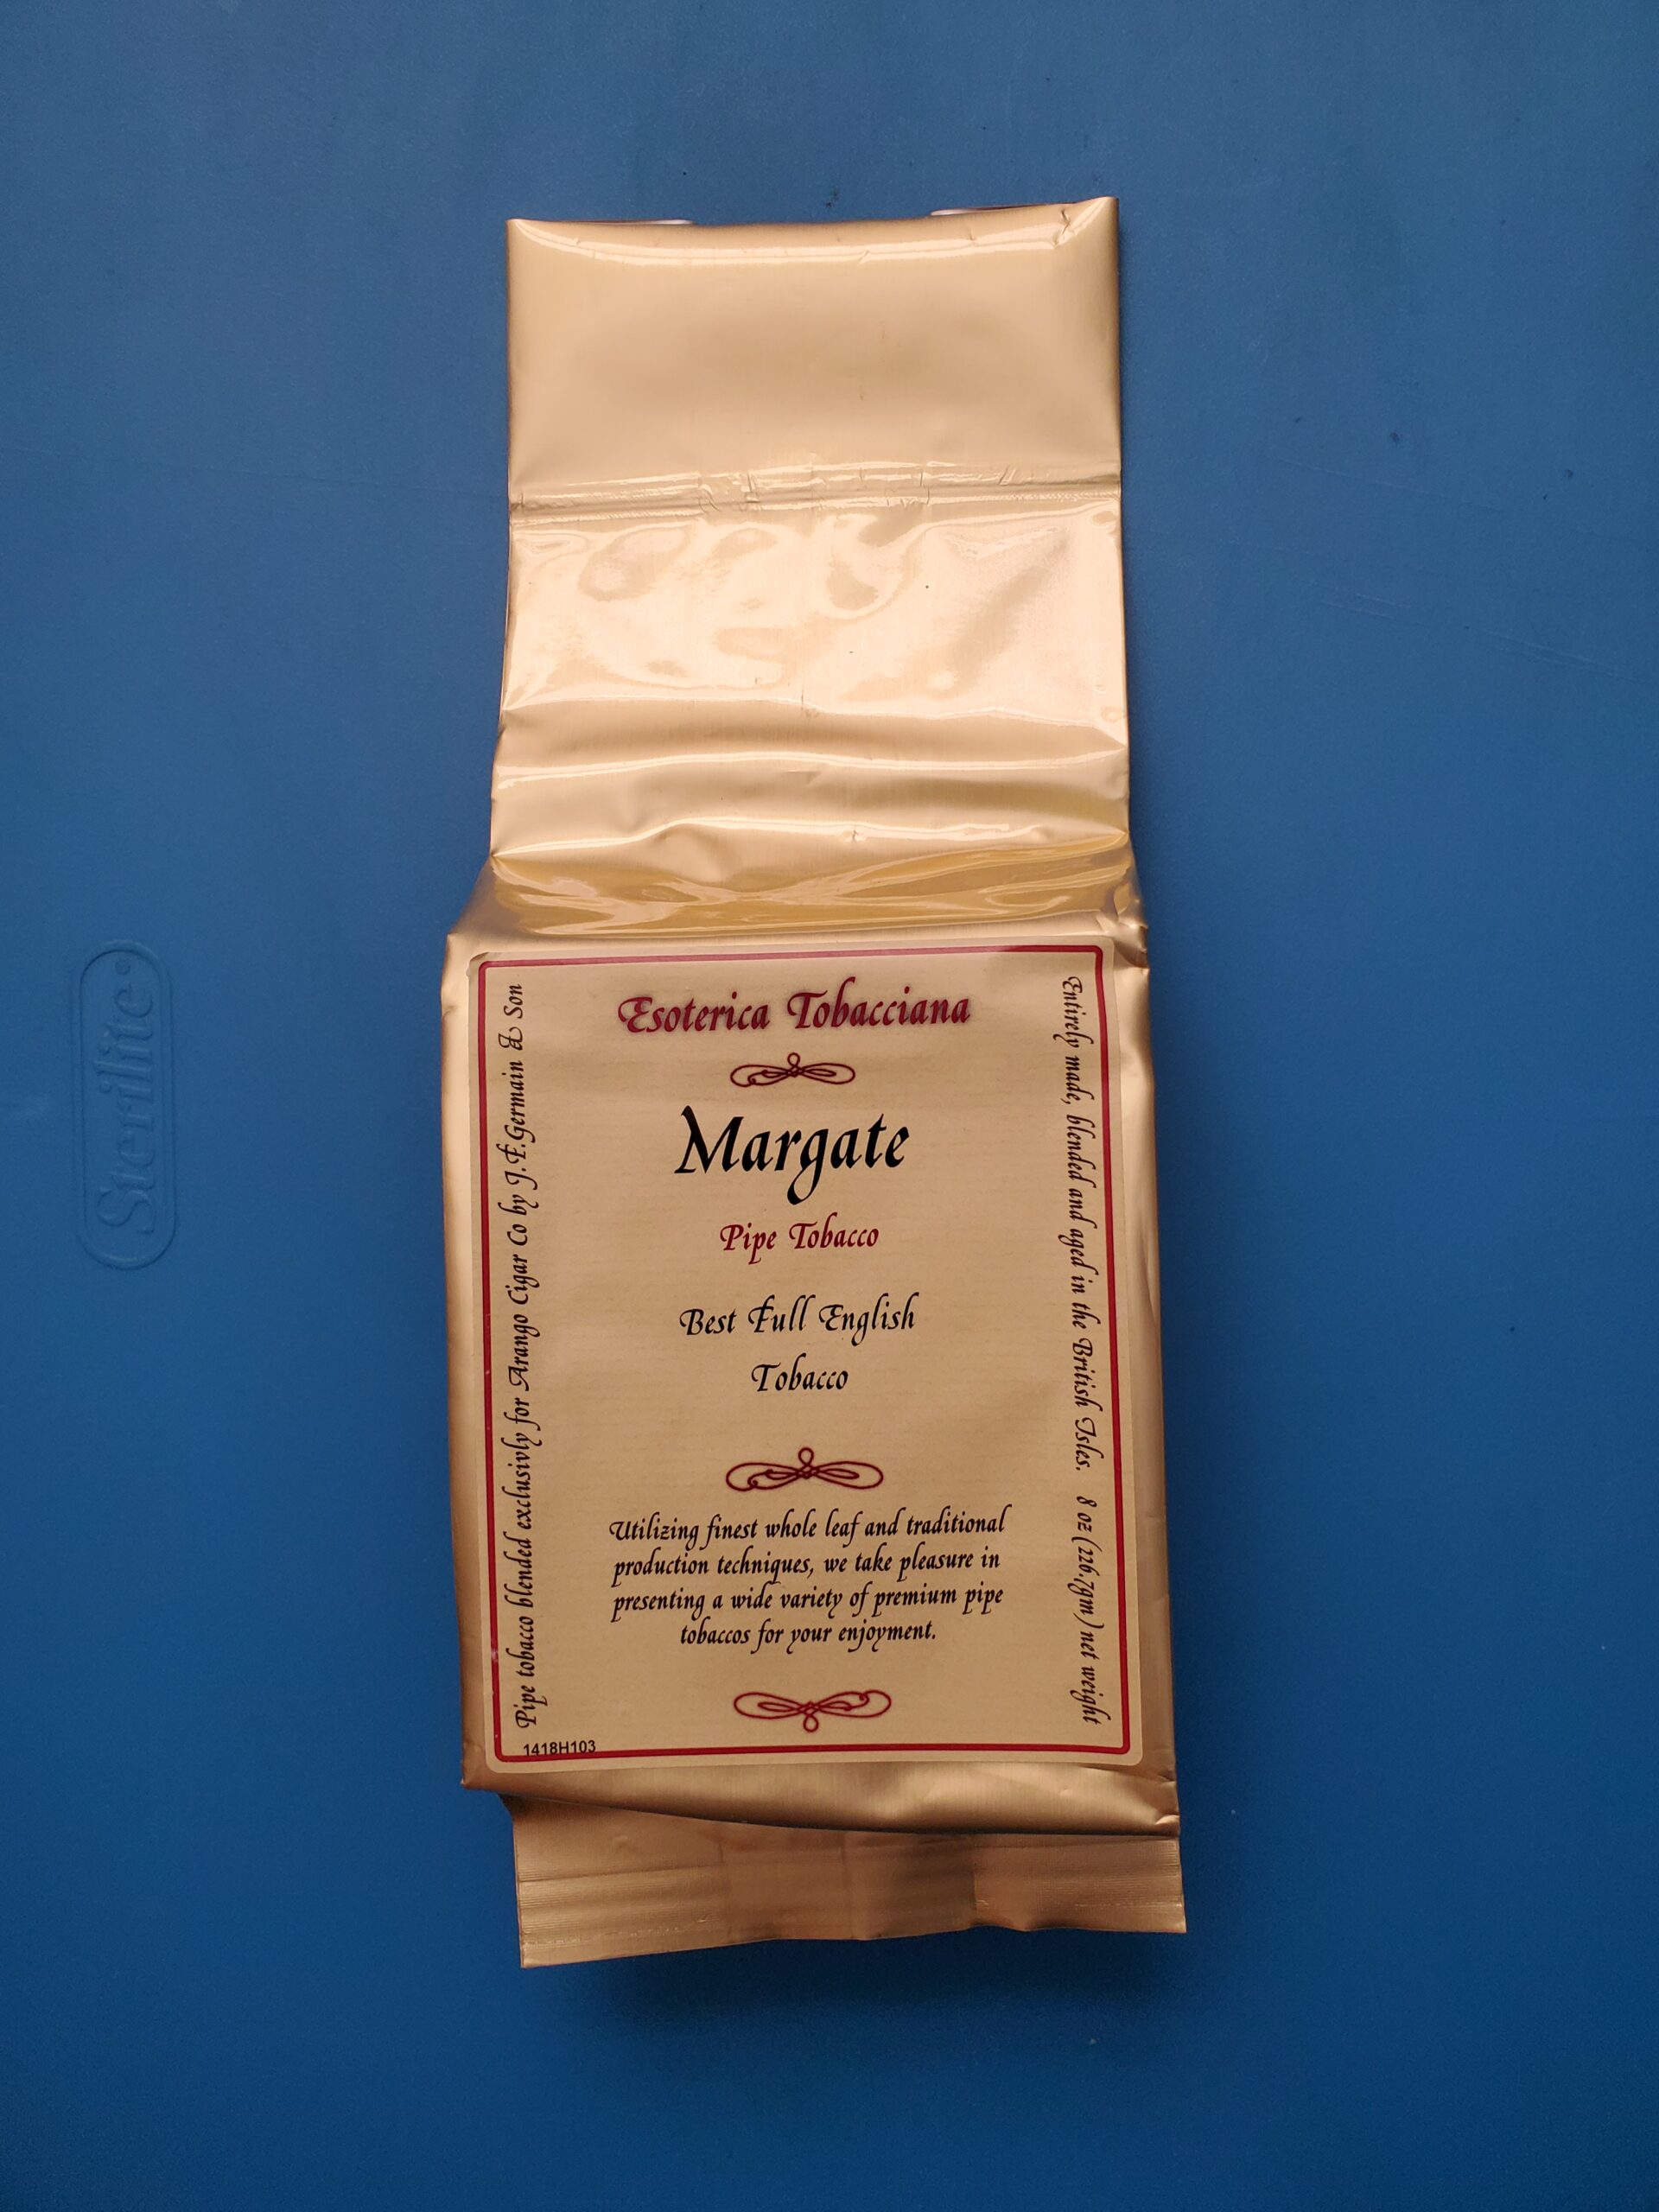 Esoterica Tobacciana
Margate
Pipe Tobacco
Best Full English
Tobacco
Utilizing finest whole leaf and traditional
production techniques, we take pleasure in
presenting a wide variety of premium pipe
tobaccos for your enjoyment.
Pipe tobacco blended exclusivly for Arango Cigar Co by J.F.Germain & Son
Entirely made, blended and aged in the British Isles. 8 oz (226.7gm) net weight
1418H103
Sterilite®